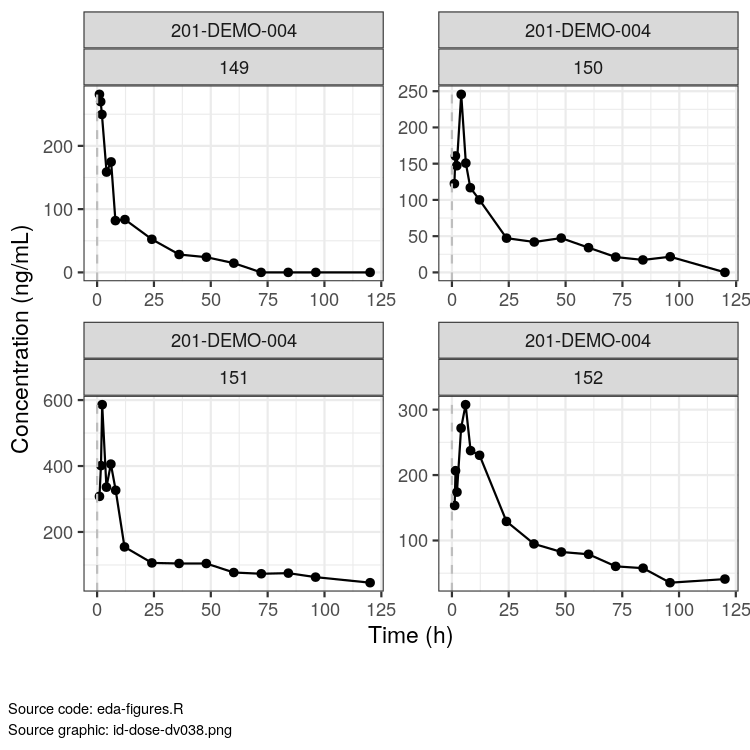 201-DEMO-004
149
201-DEMO-004
150
Concentration (ng/mL)
200
100
0
0 25 50 75 100 125
250
200
150
100
50
0
0 25 50 75 100 125
201-DEMO-004
151
201-DEMO-004
152
600
400
200
0 25 50 75 100 125
300
200
100
0 25 50 75 100 125
Time (h)
Source code: eda-figures.R
Source graphic: id-dose-dv038.png